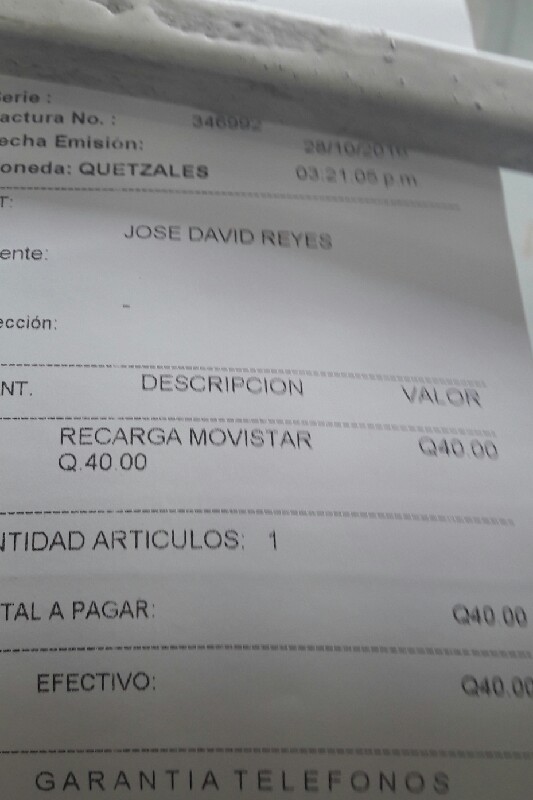 erie :
actura No. : 346992
echa Emisión: 28/10/2016
oneda: QUETZALES 03:21:05 p.m.
T:
JOSE DAVID REYES
ente:
-
ección:
NT. DESCRIPCION VALOR
RECARGA MOVISTAR Q40.00
Q.40.00
NTIDAD ARTICULOS: 1
TAL A PAGAR: Q40.00
EFECTIVO: Q40.00
GARANTIA TELEFONOS